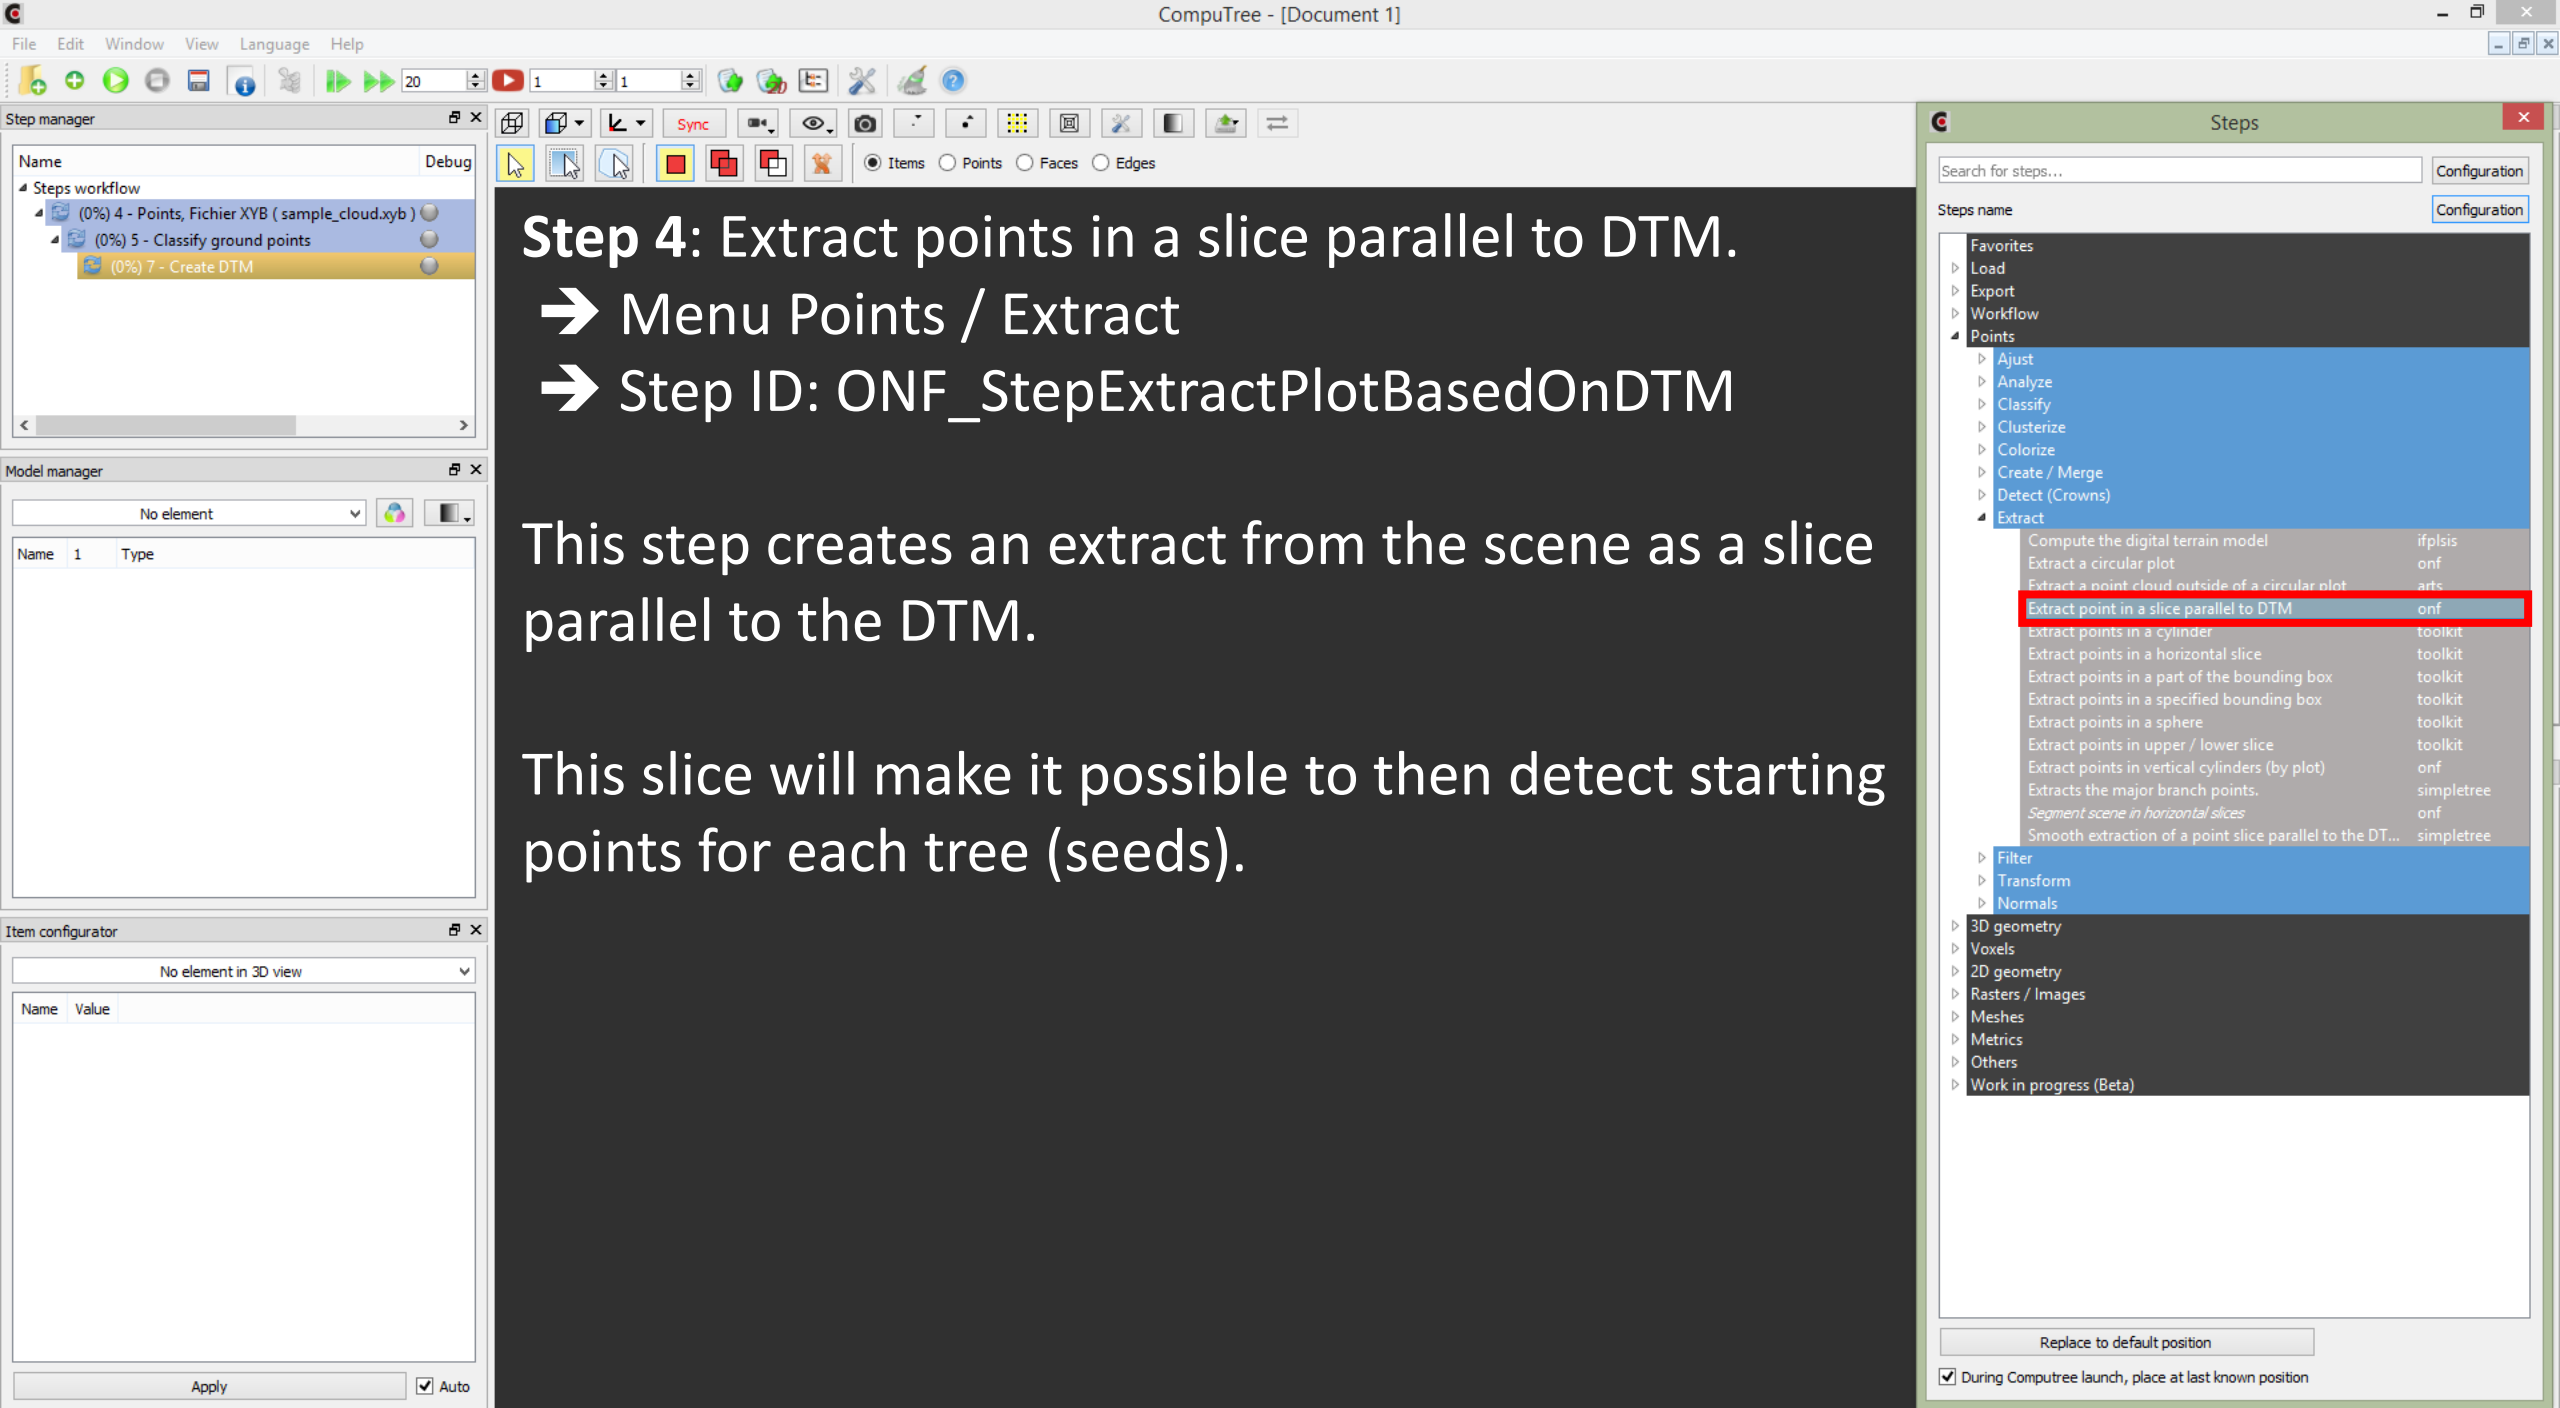 CompuTree - [Document 1]
File Edit Window View Language Help
20 1 1
Step manager
Name Debug
Steps workflow
(0%) 4 - Points, Fichier XYB ( sample_cloud.xyb )
(0%) 5 - Classify ground points
(0%) 7 - Create DTM
Model manager
No element
Name 1 Type
Item configurator
No element in 3D view
Name Value
Apply Auto
Sync
Items Points Faces Edges
Step 4: Extract points in a slice parallel to DTM.
Menu Points / Extract
Step ID: ONF_StepExtractPlotBasedOnDTM
This step creates an extract from the scene as a slice
parallel to the DTM.
This slice will make it possible to then detect starting
points for each tree (seeds).
Steps
Search for steps... Configuration
Steps name Configuration
Favorites
Load
Export
Workflow
Points
Ajust
Analyze
Classify
Clusterize
Colorize
Create / Merge
Detect (Crowns)
Extract
Compute the digital terrain model ifplsis
Extract a circular plot onf
Extract a point cloud outside of a circular plot arts
Extract point in a slice parallel to DTM onf
Extract points in a cylinder toolkit
Extract points in a horizontal slice toolkit
Extract points in a part of the bounding box toolkit
Extract points in a specified bounding box toolkit
Extract points in a sphere toolkit
Extract points in upper / lower slice toolkit
Extract points in vertical cylinders (by plot) onf
Extracts the major branch points. simpletree
Segment scene in horizontal slices onf
Smooth extraction of a point slice parallel to the DT... simpletree
Filter
Transform
Normals
3D geometry
Voxels
2D geometry
Rasters / Images
Meshes
Metrics
Others
Work in progress (Beta)
Replace to default position
During Computree launch, place at last known position